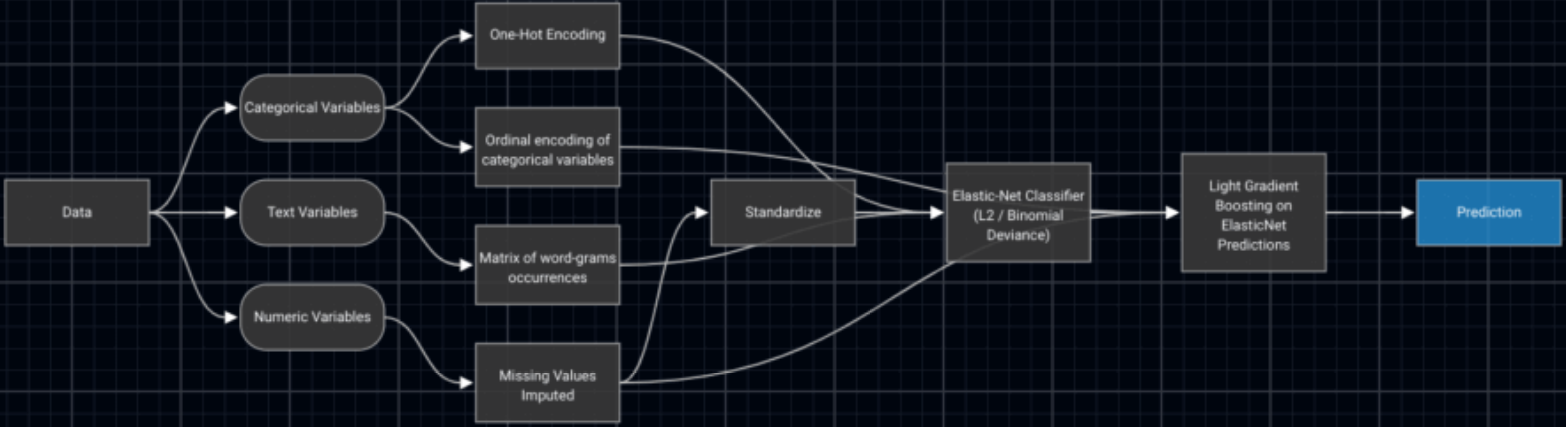 Data
Categorical Variables
Text Variables
Numeric Variables
One-Hot Encoding
Ordinal encoding of
categorical variables
Matrix of word-grams
occurrences
Missing Values
Imputed
Standardize
Elastic-Net Classifier
(L2 / Binomial
Deviance)
Light Gradient
Boosting on
ElasticNet
Predictions
Prediction